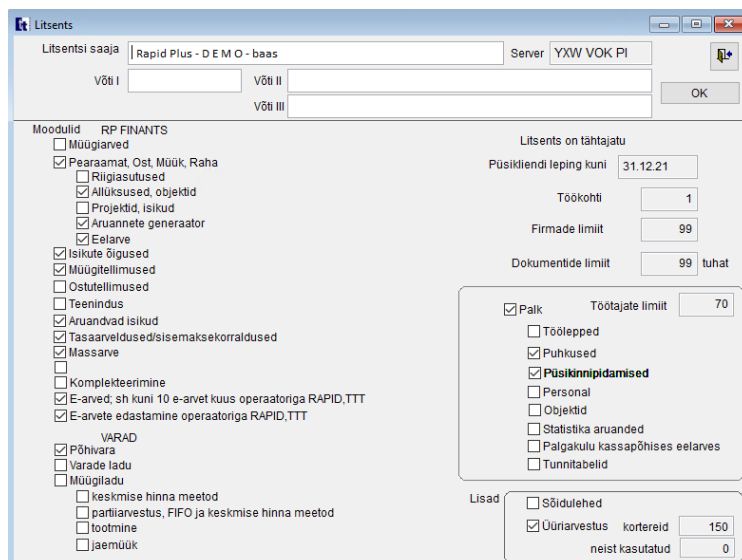 Litsents
Litsentsi saaja Rapid Plus - D E M O - baas Server YXW VOK PI
Võti I Võti II
OK
Võti III
Moodulid RP FINANTS
Müügiarved
Pearaamat, Ost, Müük, Raha
Riigiasutused
Allüksused, objektid
Projektid, isikud
Aruannete generaator
Eelarve
Isikute õigused
Müügitellimused
Ostutellimused
Teenindus
Aruandvad isikud
Tasaarveldused/sisemaksekorraldused
Massarve
Komplekteerimine
E-arved; sh kuni 10 e-arvet kuus operaatoriga RAPID,TTT
E-arvete edastamine operaatoriga RAPID,TTT
VARAD
Põhivara
Varade ladu
Müügiladu
keskmise hinna meetod
partiiarvestus, FIFO ja keskmise hinna meetod
tootmine
jaemüük
Litsents on tähtajatu
Püsikliendi leping kuni 31.12.21
Töökohti 1
Firmade limiit 99
Dokumentide limiit 99 tuhat
Palk Töötajate limiit 70
Töölepped
Puhkused
Püsikinnipidamised
Personal
Objektid
Statistika aruanded
Palgakulu kassapõhises eelarves
Tunnitabelid
Lisad
Sõidulehed
Üüriarvestus kortereid 150
neist kasutatud 0